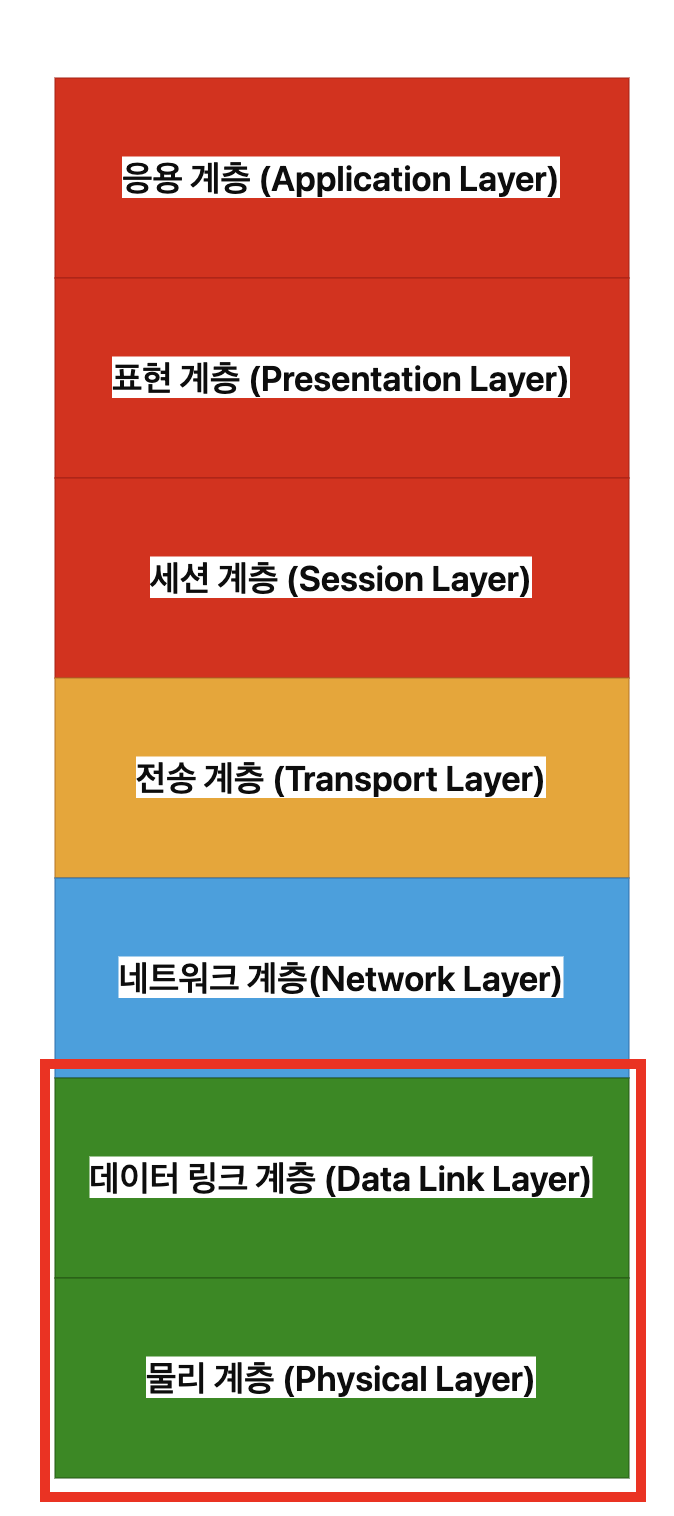 응용 계층 (Application Layer)
표현 계층 (Presentation Layer)
세션 계층 (Session Layer)
전송 계층 (Transport Layer)
네트워크 계층(Network Layer)
데이터 링크 계층 (Data Link Layer)
물리 계층 (Physical Layer)